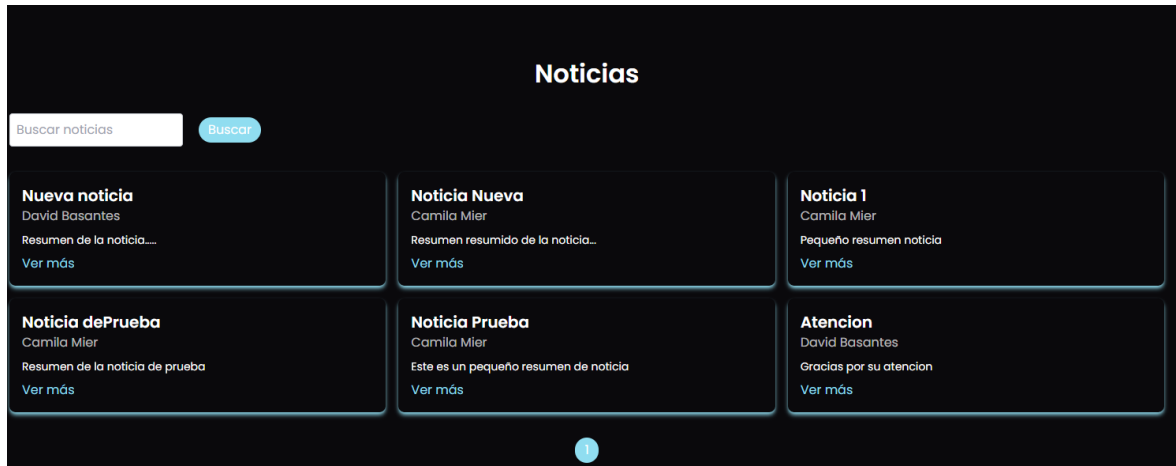 Noticias
Buscar noticias
Buscar
Nueva noticia
David Basantes
Resumen de la noticia.....
Ver más
Noticia Nueva
Camila Mier
Resumen resumido de la noticia...
Ver más
Noticia 1
Camila Mier
Pequeño resumen noticia
Ver más
Noticia dePrueba
Camila Mier
Resumen de la noticia de prueba
Ver más
Noticia Prueba
Camila Mier
Este es un pequeño resumen de noticia
Ver más
Atencion
David Basantes
Gracias por su atencion
Ver más
1